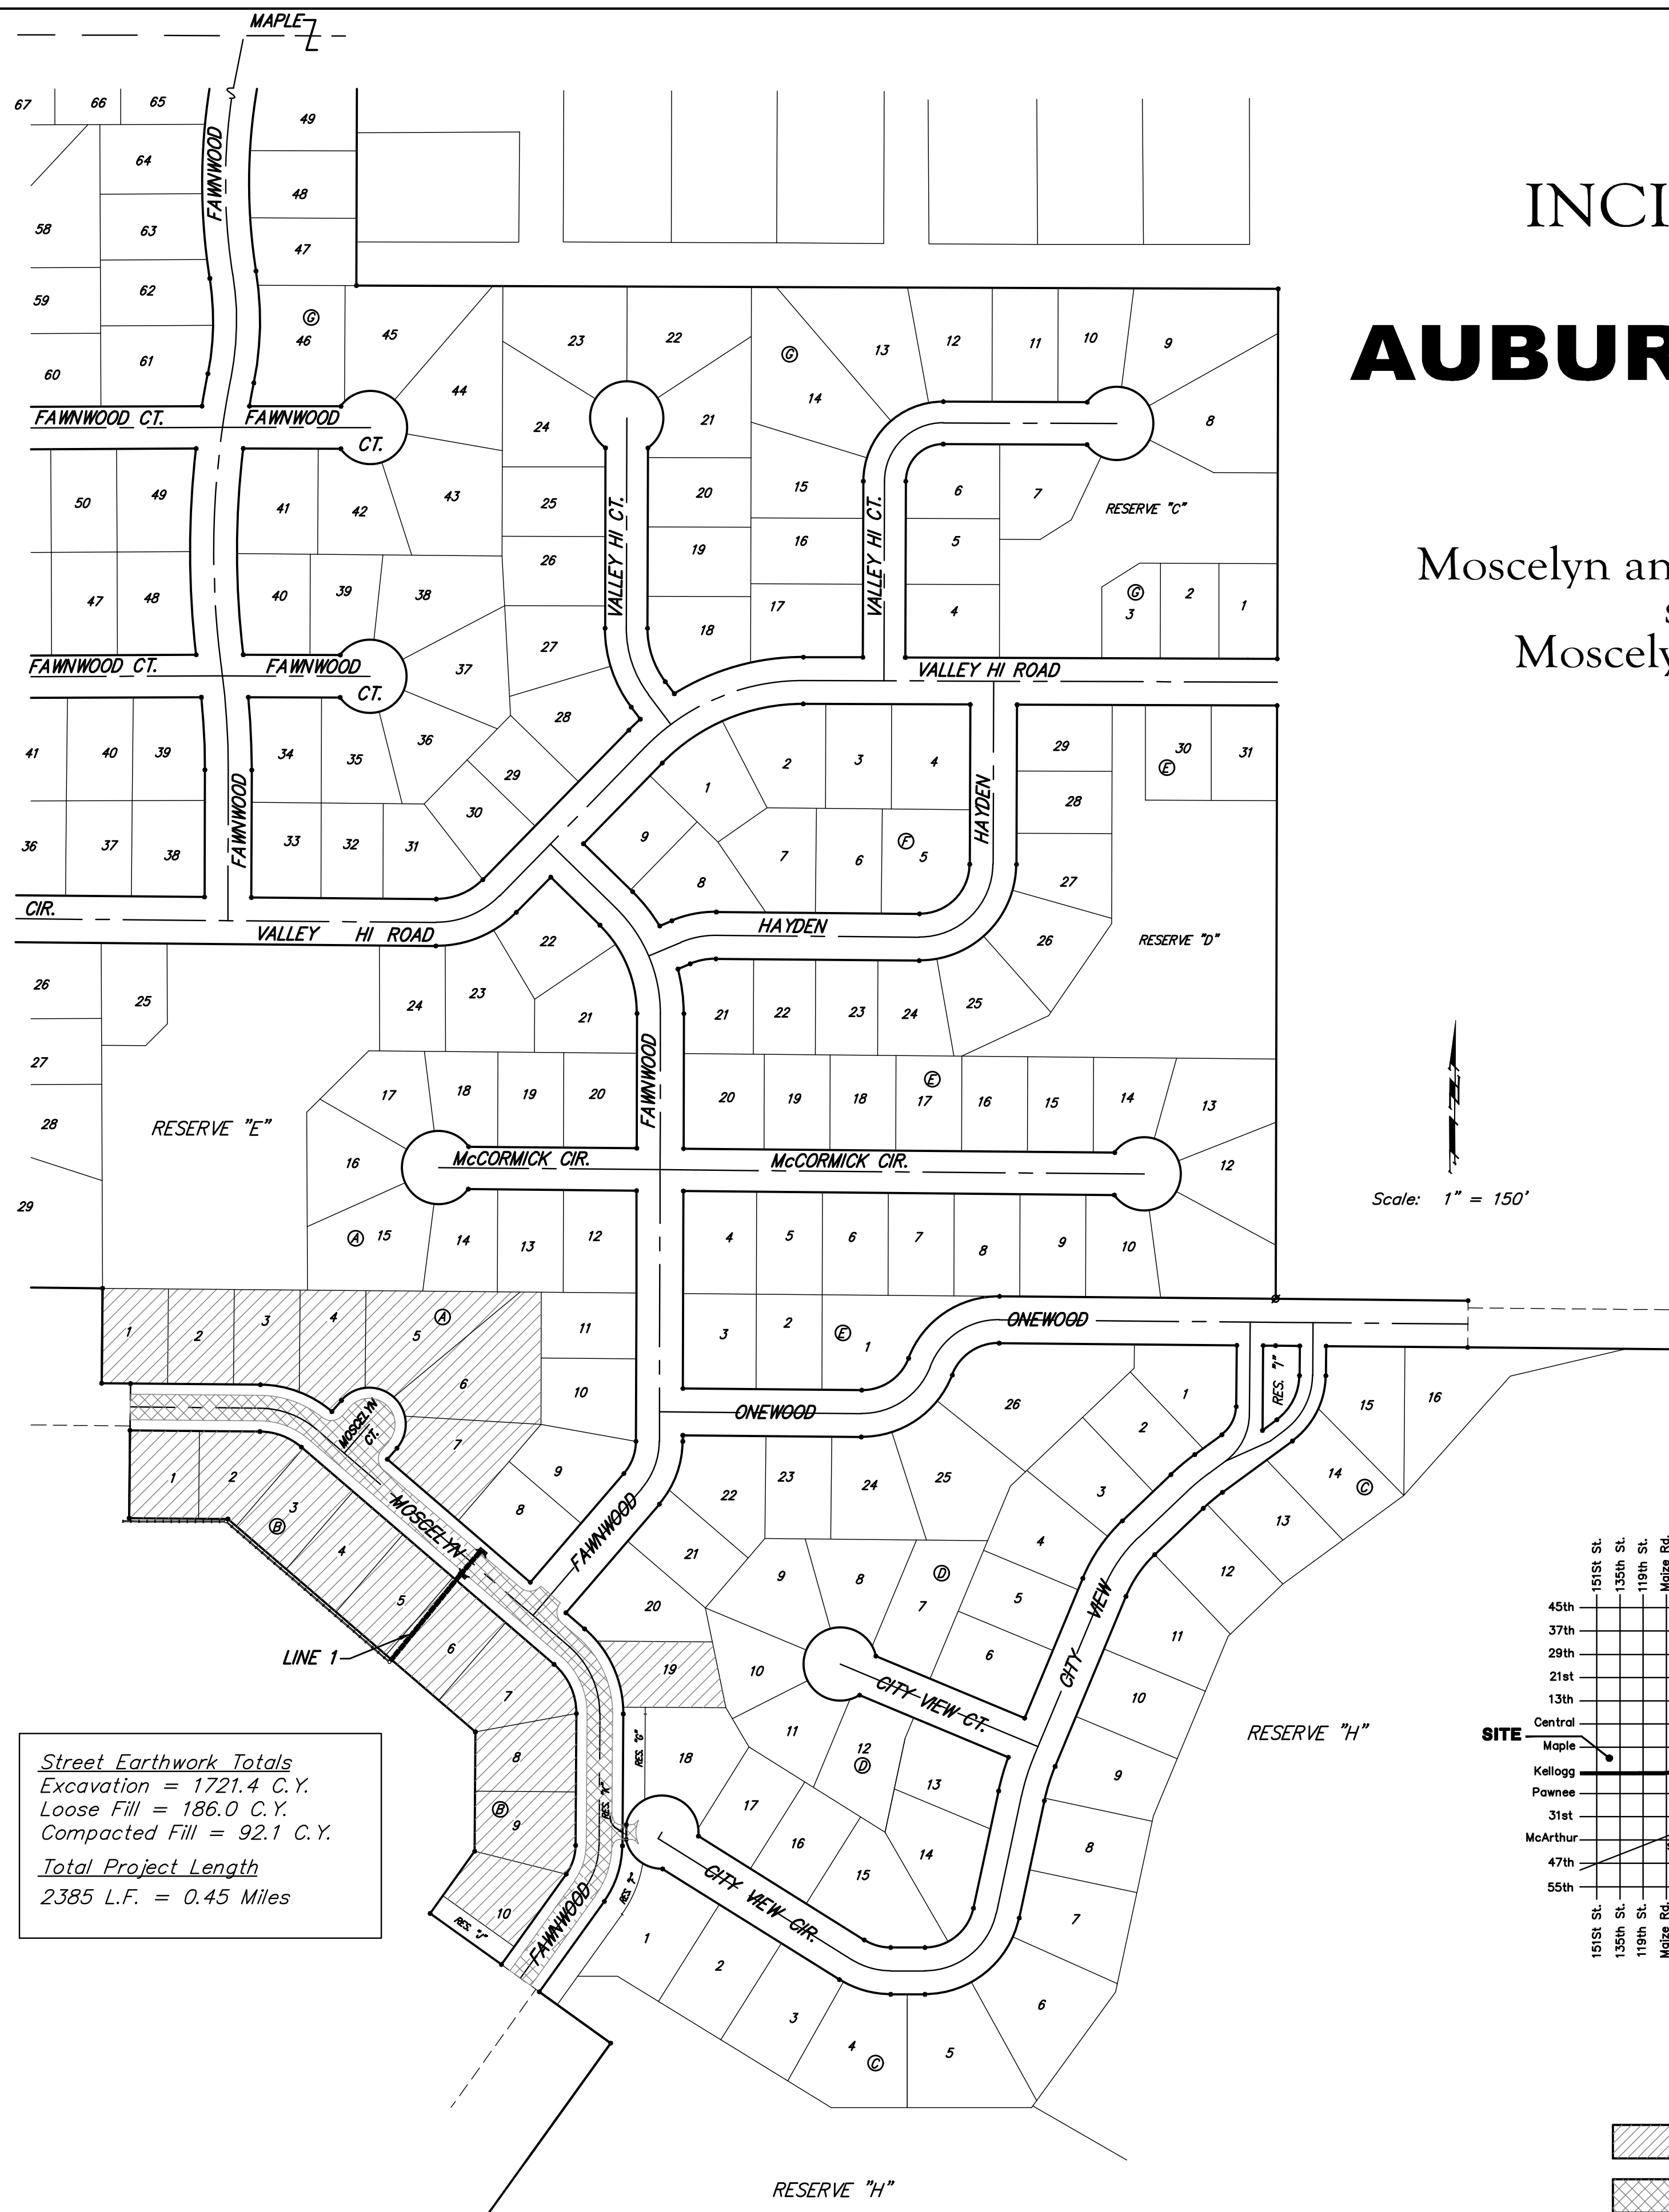 MAPLE
INCI
AUBUR
Moscelyn an
s
Moscely
67 66 65
49
64
FAWNWOOD
48
58 63
47
59 62
G
46 45
60 61
44
23 22
G
14
13 12 11 10 9
8
FAWNWOOD CT. FAWNWOOD
CT.
24 21
50 49
41 42 43
25 20
VALLEY HI CT.
15
VALLEY HI CT.
6 7
RESERVE "C"
26 19
16
5
47 48
40 39 38
17
4
G
3 2 1
27 18
FAWNWOOD CT. FAWNWOOD
CT.
37
VALLEY HI ROAD
28
36
41 40 39
34 35
29
1 2 3 4
HAYDEN
29
30
E
31
28
FAWNWOOD
30
36 37 38
33 32 31
9
8
7 6
F
5
27
CIR.
VALLEY HI ROAD
22
HAYDEN
26
RESERVE "D"
26
25
24 23
21
21 22 23 24 25
27
FAWNWOOD
28
RESERVE "E"
17 18 19 20
20 19 18
E
17 16 15 14 13
16
McCORMICK CIR.
McCORMICK CIR.
12
29
A 15 14 13 12
4 5 6 7 8 9 10
Scale: 1" = 150'
1 2 3 4
A
5
11
3 2 E 1
ONEWOOD
6
10
ONEWOOD
26
1
RES. "I"
15 16
MOSCELYN
CT.
7
9
2
1 2
8
22 23 24 25
3
14
C
3
B
MOSCELYN
4
FAWNWOOD
21
4
13
9 8
D
7
12
5
20
5
6
LINE 1
6
11
19
10
CITY VIEW
7
CITY VIEW CT.
10
8
RES. "G"
18
11
12
D
13
RESERVE "H"
9
RES. "K"
17
B
9
16
15 14
8
CITY VIEW CIR.
10
RES. "J"
FAWNWOOD
RES. "F"
1 2 3
4
C
5 6 7
RESERVE "H"
Street Earthwork Totals
Excavation = 1721.4 C.Y.
Loose Fill = 186.0 C.Y.
Compacted Fill = 92.1 C.Y.
Total Project Length
2385 L.F. = 0.45 Miles
151St St.
135th St.
119th St.
Maize Rd.
45th
37th
29th
21st
13th
Central
SITE
Maple
Kellogg
Pawnee
31st
McArthur
47th
55th
151St St.
135th St.
119th St.
Maize Rd.